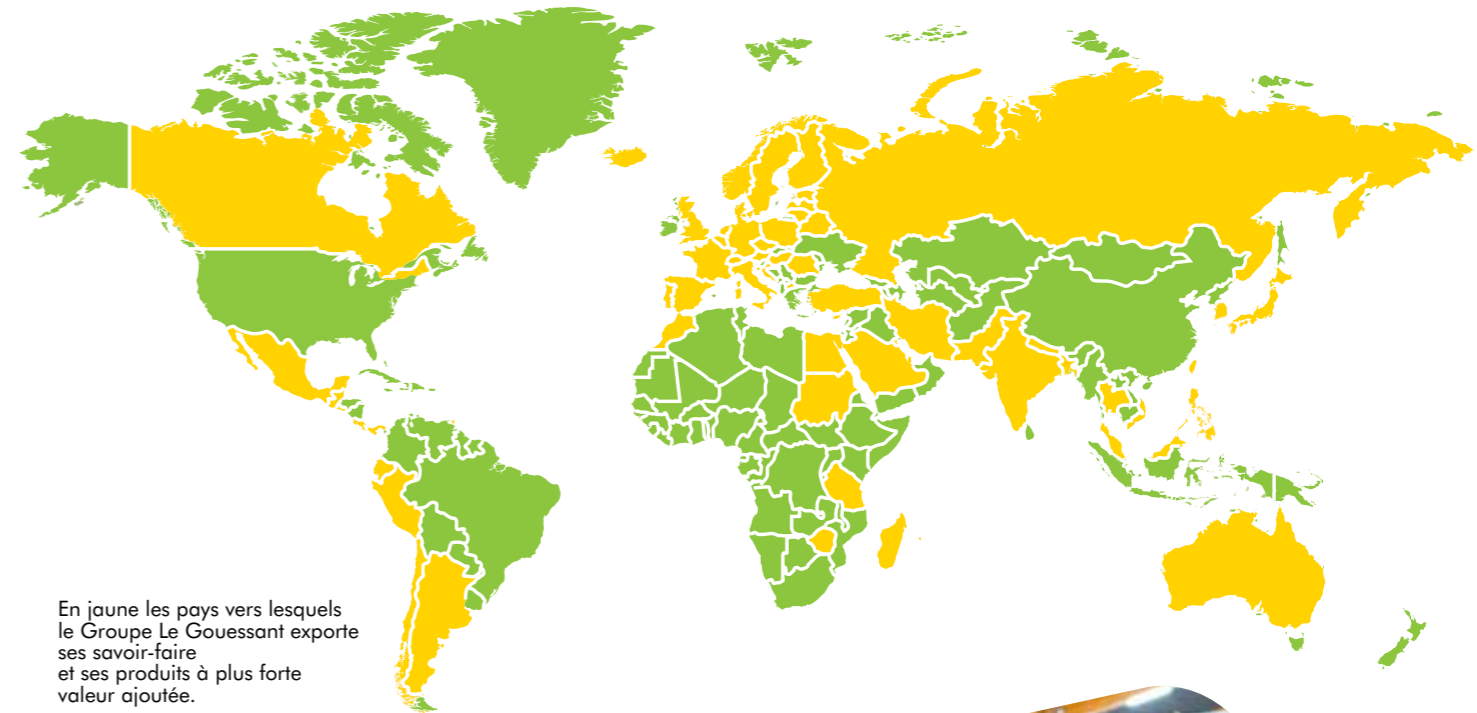 En jaune les pays vers lesquels
le Groupe Le Gouessant exporte
ses savoir-faire
et ses produits à plus forte
valeur ajoutée.